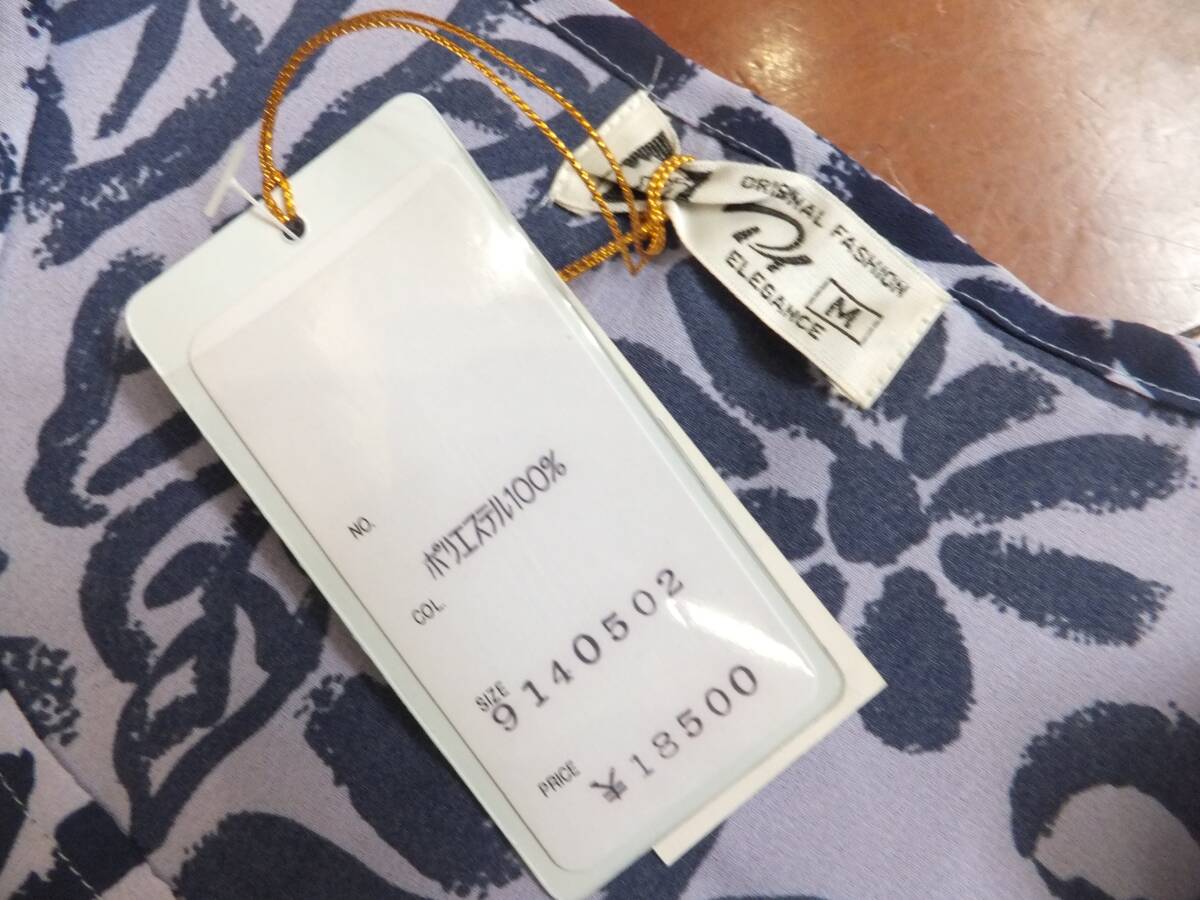 NO.
ポリエステル100%
COL.
SIZE
9140502
PRICE
¥18500
ORIGINAL FASHION
ELEGANCE
M